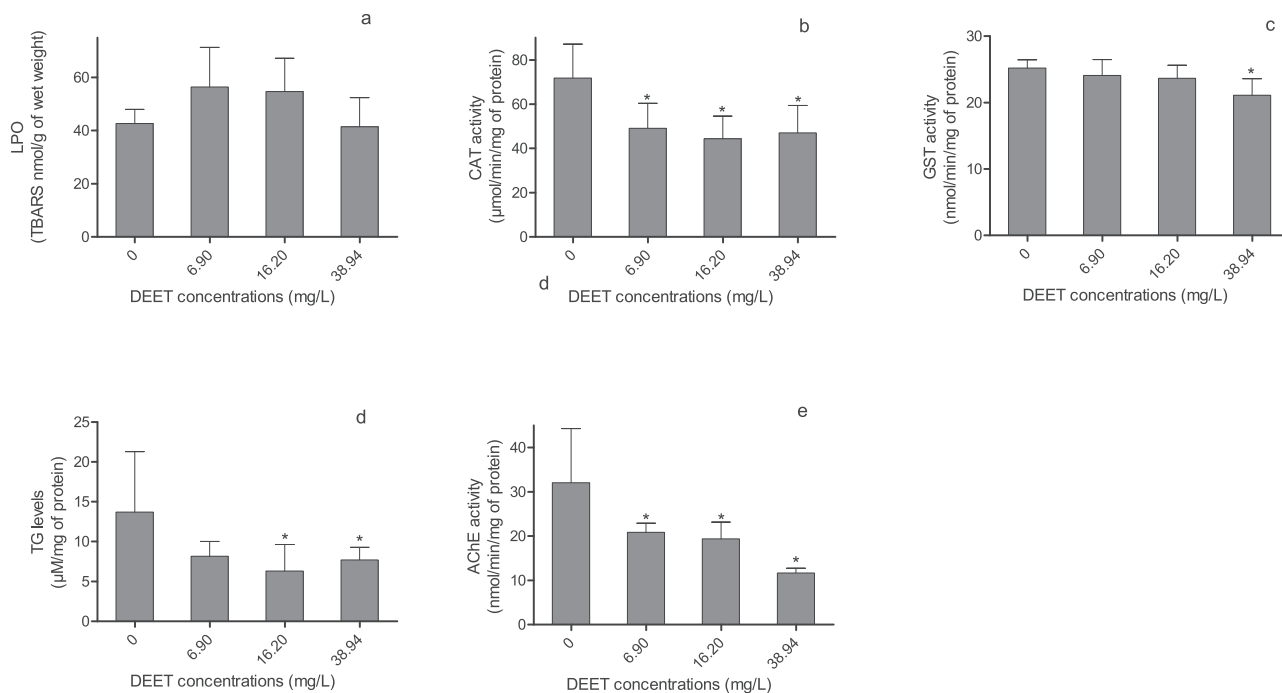 a
LPO
(TBARS nmol/g of wet weight)
60
40
20
0
0
6.90
16.20
38.94
DEET concentrations (mg/L)
b
CAT activity
(µmol/min/mg of protein)
80
60
40
20
0
*
*
*
0
6.90
16.20
38.94
DEET concentrations (mg/L)
c
GST activity
(nmol/min/mg of protein)
30
20
10
0
*
0
6.90
16.20
38.94
DEET concentrations (mg/L)
d
d
TG levels
(µM/mg of protein)
25
20
15
10
5
0
*
*
0
6.90
16.20
38.94
DEET concentrations (mg/L)
e
AChE activity
(nmol/min/mg of protein)
40
30
20
10
0
*
*
*
0
6.90
16.20
38.94
DEET concentrations (mg/L)